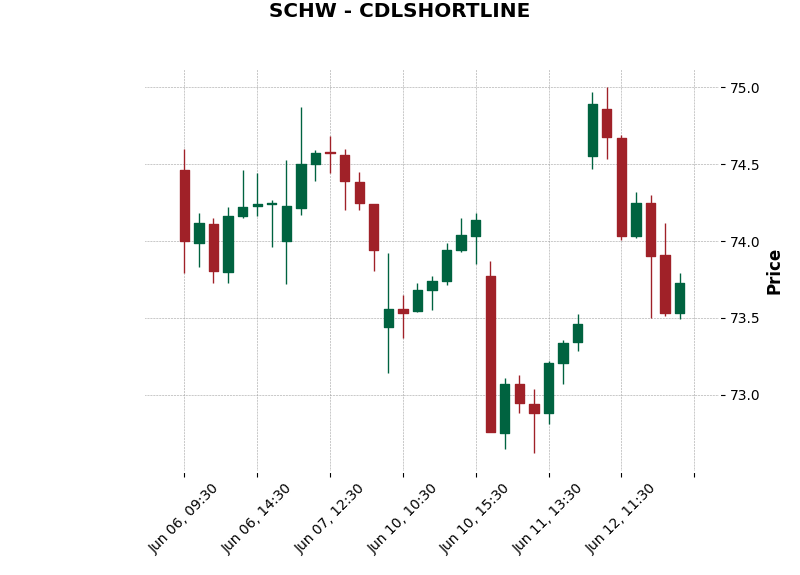 SCHW - CDLSHORTLINE
75.0
74.5
74.0
73.5
73.0
Price
Jun 06, 09:30
Jun 06, 14:30
Jun 07, 12:30
Jun 10, 10:30
Jun 10, 15:30
Jun 11, 13:30
Jun 12, 11:30